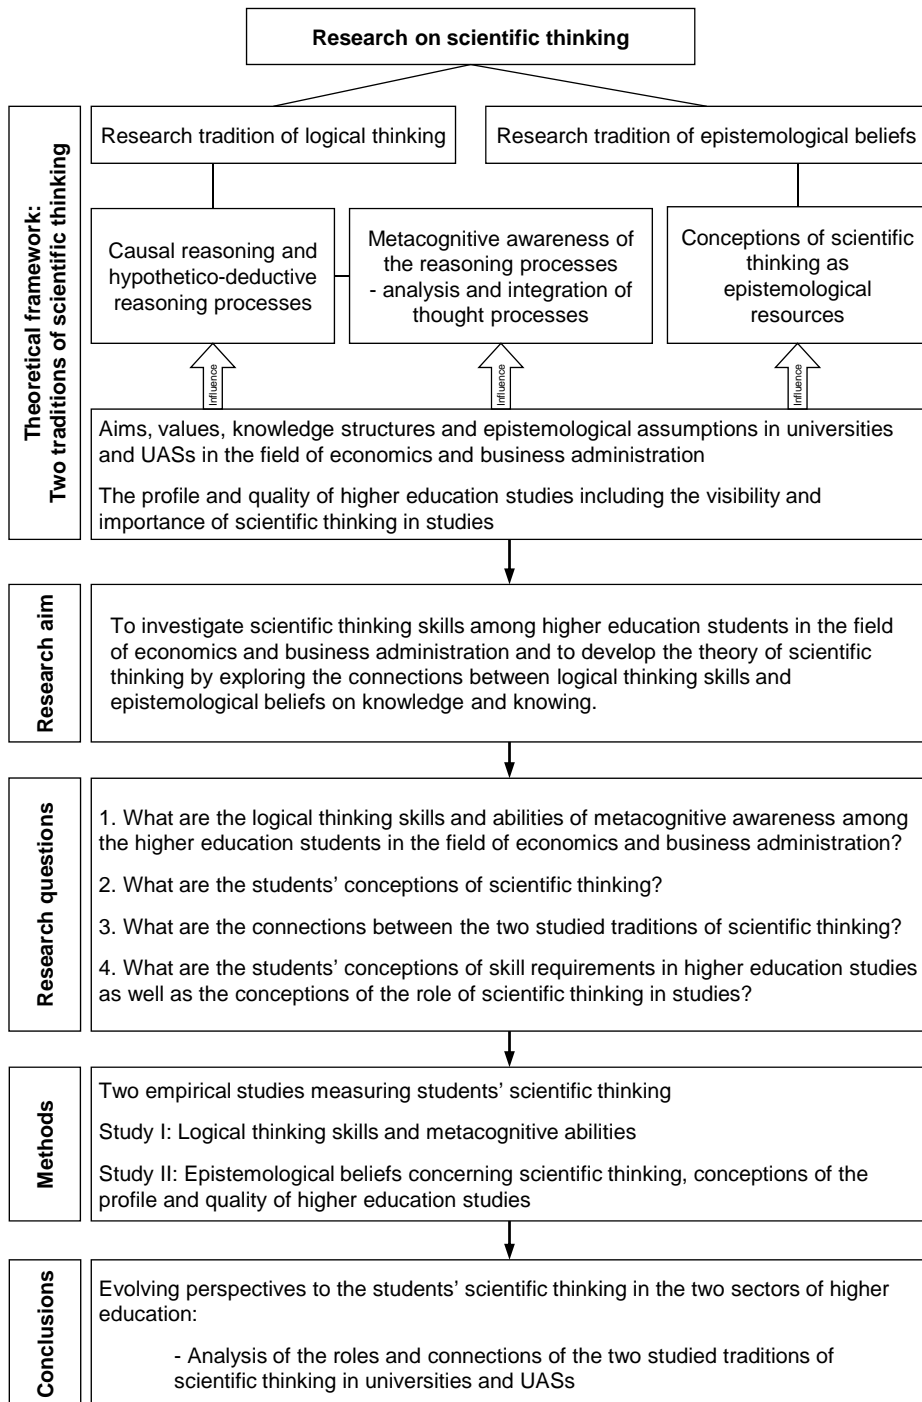 Research on scientific thinking
Theoretical framework:
Two traditions of scientific thinking
Research tradition of logical thinking
Research tradition of epistemological beliefs
Causal reasoning and
hypothetico-deductive
reasoning processes
Metacognitive awareness of
the reasoning processes
- analysis and integration of
thought processes
Conceptions of scientific
thinking as
epistemological
resources
Influence
Influence
Influence
Aims, values, knowledge structures and epistemological assumptions in universities
and UASs in the field of economics and business administration
The profile and quality of higher education studies including the visibility and
importance of scientific thinking in studies
Research aim
To investigate scientific thinking skills among higher education students in the field
of economics and business administration and to develop the theory of scientific
thinking by exploring the connections between logical thinking skills and
epistemological beliefs on knowledge and knowing.
Research questions
1. What are the logical thinking skills and abilities of metacognitive awareness among
the higher education students in the field of economics and business administration?
2. What are the students’ conceptions of scientific thinking?
3. What are the connections between the two studied traditions of scientific thinking?
4. What are the students’ conceptions of skill requirements in higher education studies
as well as the conceptions of the role of scientific thinking in studies?
Methods
Two empirical studies measuring students’ scientific thinking
Study I: Logical thinking skills and metacognitive abilities
Study II: Epistemological beliefs concerning scientific thinking, conceptions of the
profile and quality of higher education studies
Conclusions
Evolving perspectives to the students’ scientific thinking in the two sectors of higher
education:
- Analysis of the roles and connections of the two studied traditions of
scientific thinking in universities and UASs